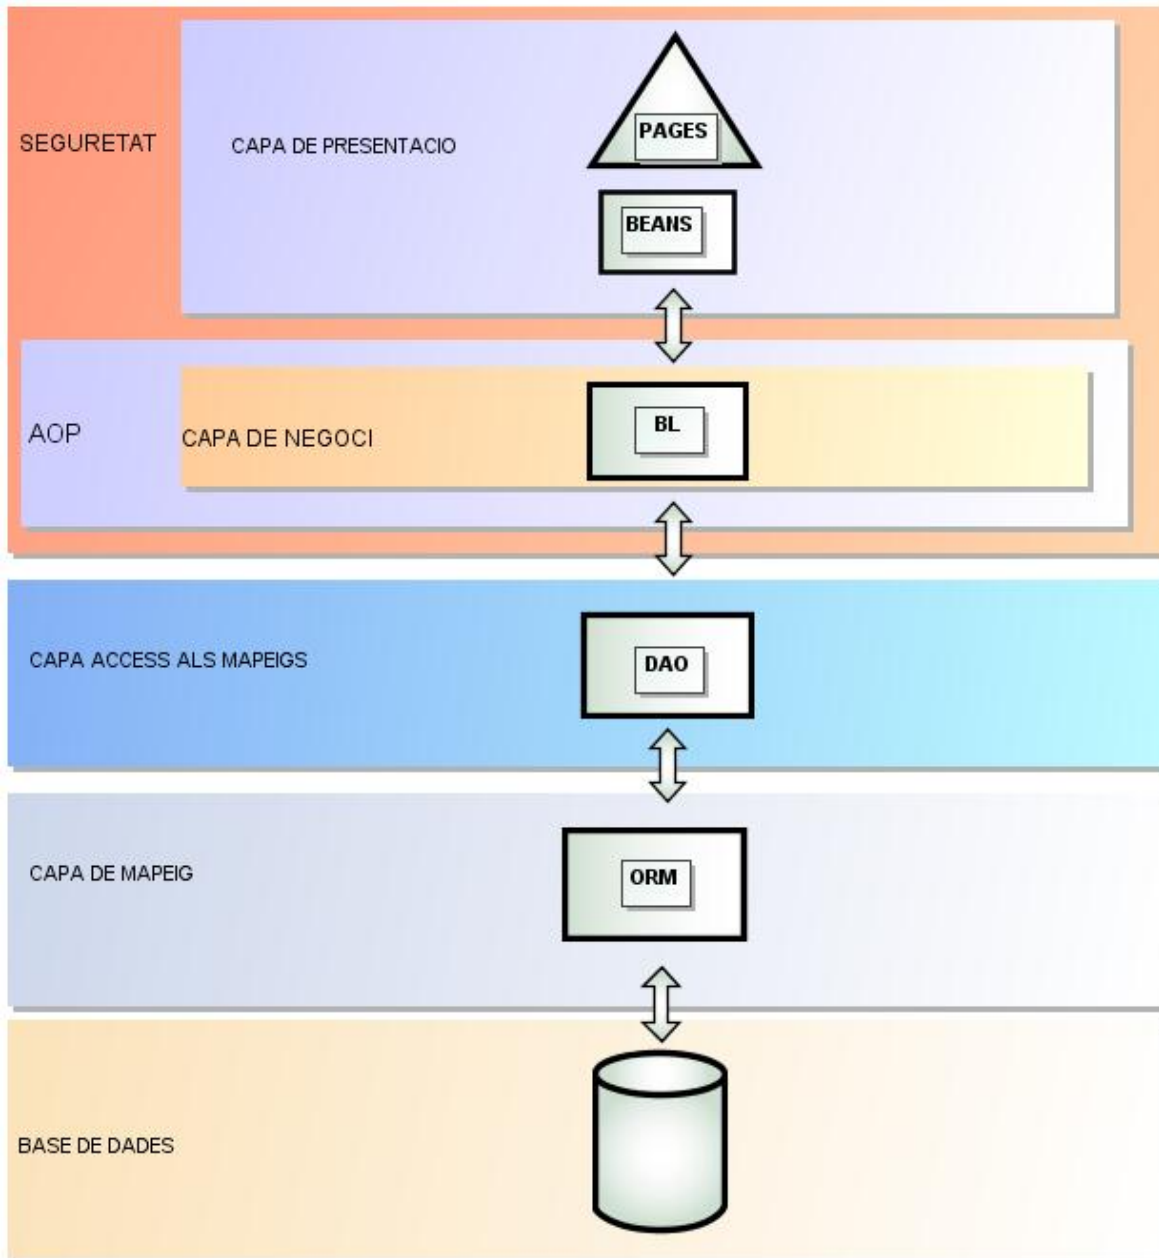 PAGES
SEGURETAT
CAPA DE PRESENTACIO
BEANS
BL
AOP
CAPA DE NEGOCI
CAPA ACCESS ALS MAPEIGS
DAO
CAPA DE MAPEIG
ORM
BASE DE DADES